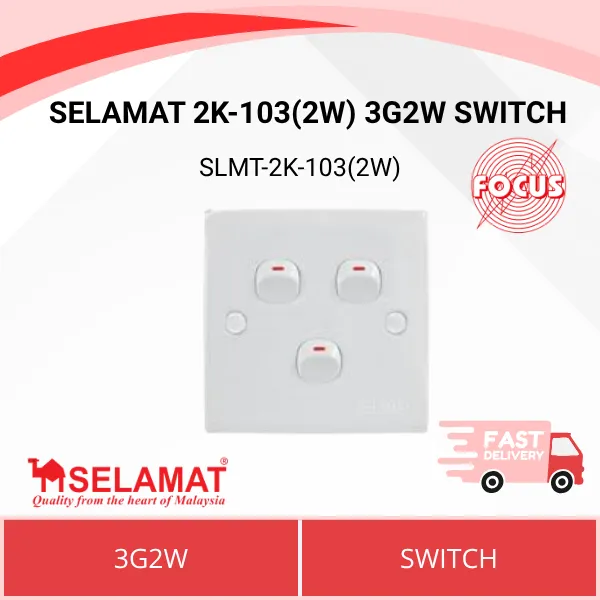 SELAMAT 2K-103(2W) 3G2W SWITCH
SLMT-2K-103(2W)
FOCUS
FAST
DELIVERY
SELAMAT®
Quality from the heart of Malaysia
3G2W
SWITCH